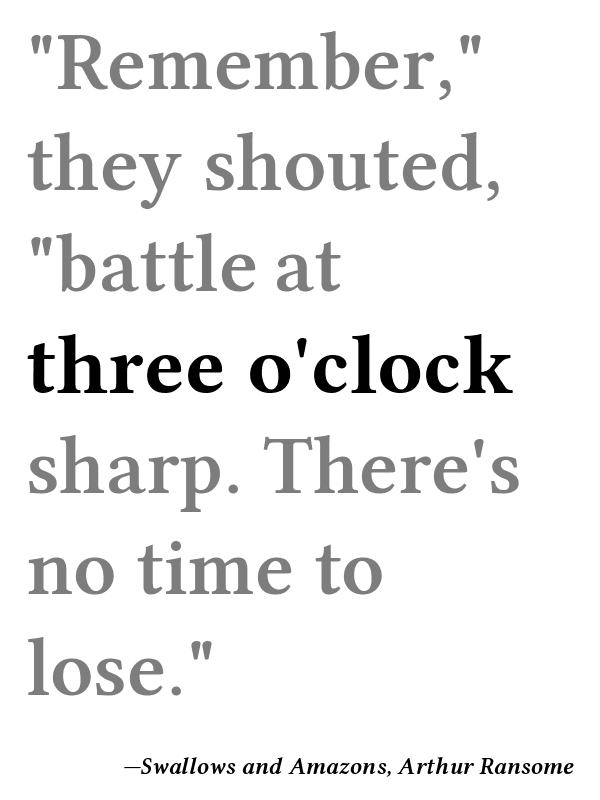 "Remember,"
they shouted,
"battle at
three o'clock
sharp. There's
no time to
lose."
—Swallows and Amazons, Arthur Ransome